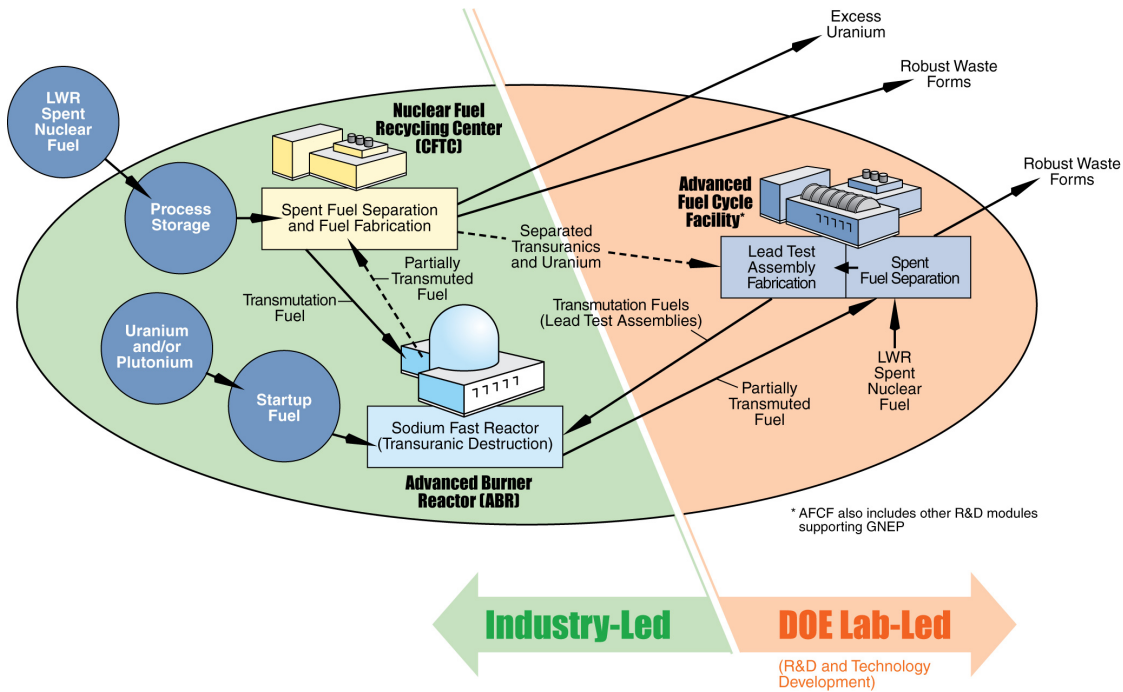 Excess
Uranium
Robust Waste
Forms
LWR
Spent
Nuclear
Fuel
Nuclear Fuel
Recycling Center
(CFTC)
Robust Waste
Forms
Process
Storage
Spent Fuel Separation
and Fuel Fabrication
Advanced
Fuel Cycle
Facility*
Separated
Transuranics
and Uranium
Lead Test
Assembly
Fabrication
Spent
Fuel Separation
Partially
Transmuted
Fuel
Transmutation
Fuel
Transmutation Fuels
(Lead Test Assemblies)
Uranium
and/or
Plutonium
LWR
Spent
Nuclear
Fuel
Startup
Fuel
Partially
Transmuted
Fuel
Sodium Fast Reactor
(Transuranic Destruction)
Advanced Burner
Reactor (ABR)
* AFCF also includes other R&D modules
supporting GNEP
Industry-Led
DOE Lab-Led
(R&D and Technology
Development)